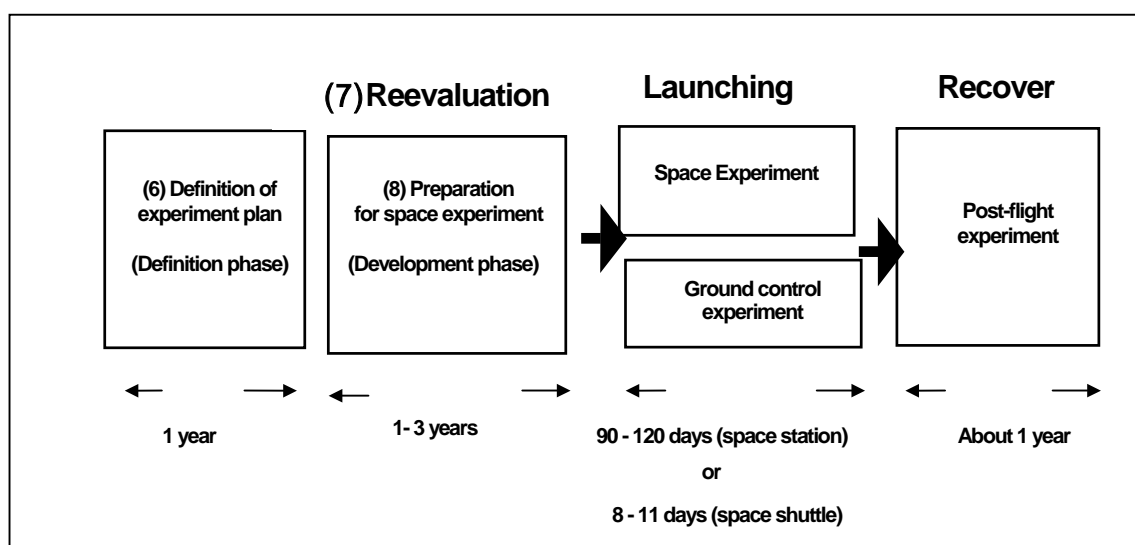 (7) Reevaluation
Launching
Recover
(6) Definition of
experiment plan
(Definition phase)
(8) Preparation
for space experiment
(Development phase)
Space Experiment
Ground control
experiment
Post-flight
experiment
1 year
1- 3 years
90 - 120 days (space station)
or
8 - 11 days (space shuttle)
About 1 year